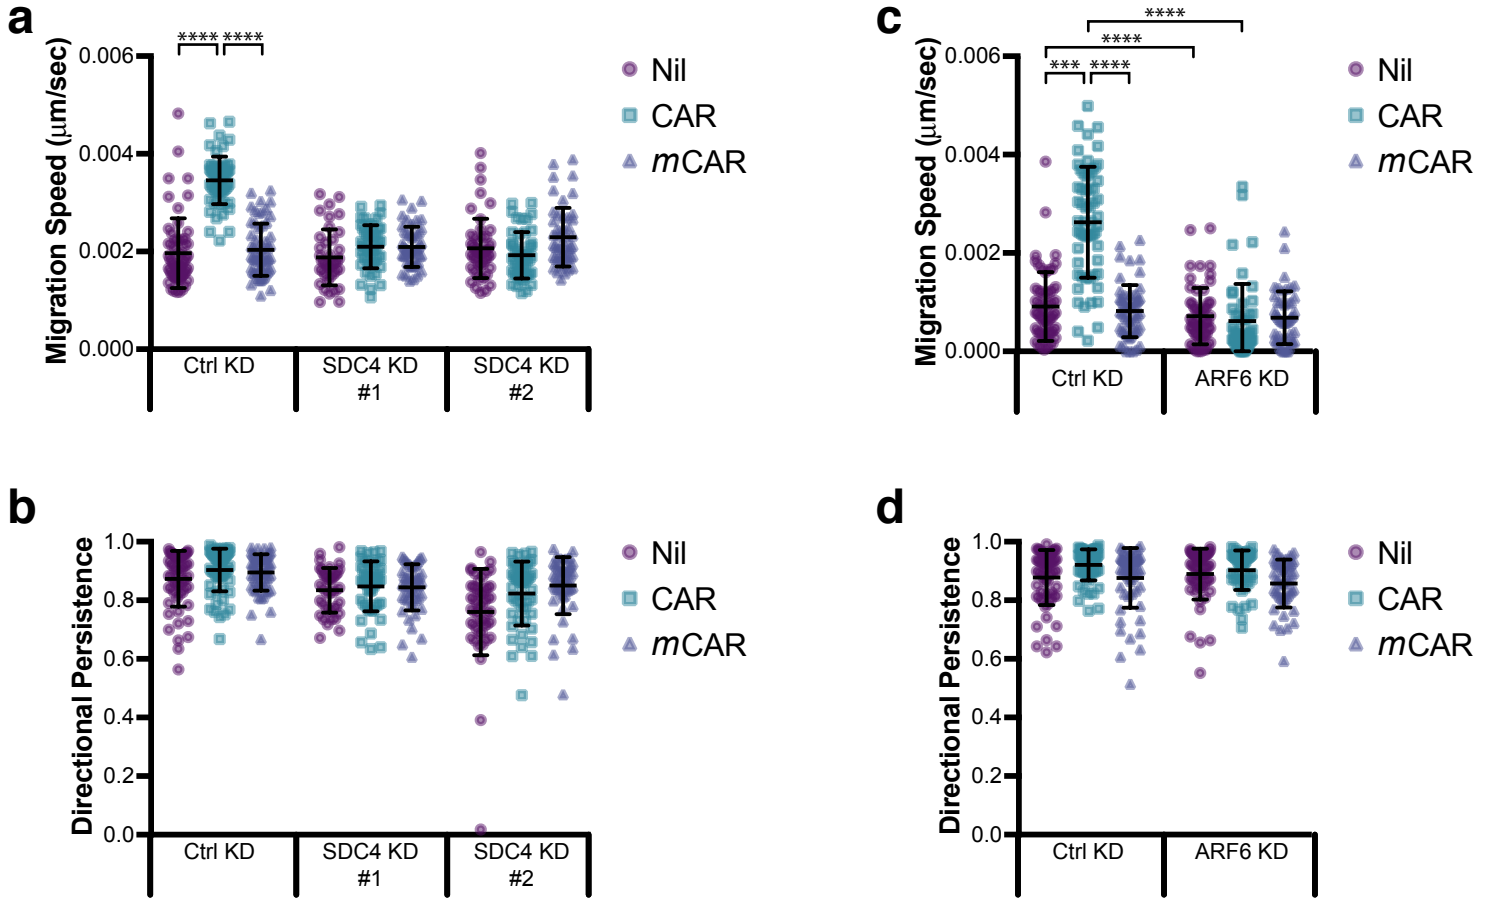 a
**** ****
Migration Speed (μm/sec)
0.006
0.004
0.002
0.000
Ctrl KD
SDC4 KD
#1
SDC4 KD
#2
Nil
CAR
mCAR
c
****
****
*** ****
Migration Speed (μm/sec)
0.006
0.004
0.002
0.000
Ctrl KD
ARF6 KD
Nil
CAR
mCAR
b
Directional Persistence
1.0
0.8
0.6
0.4
0.2
0.0
Ctrl KD
SDC4 KD
#1
SDC4 KD
#2
Nil
CAR
mCAR
d
Directional Persistence
1.0
0.8
0.6
0.4
0.2
0.0
Ctrl KD
ARF6 KD
Nil
CAR
mCAR